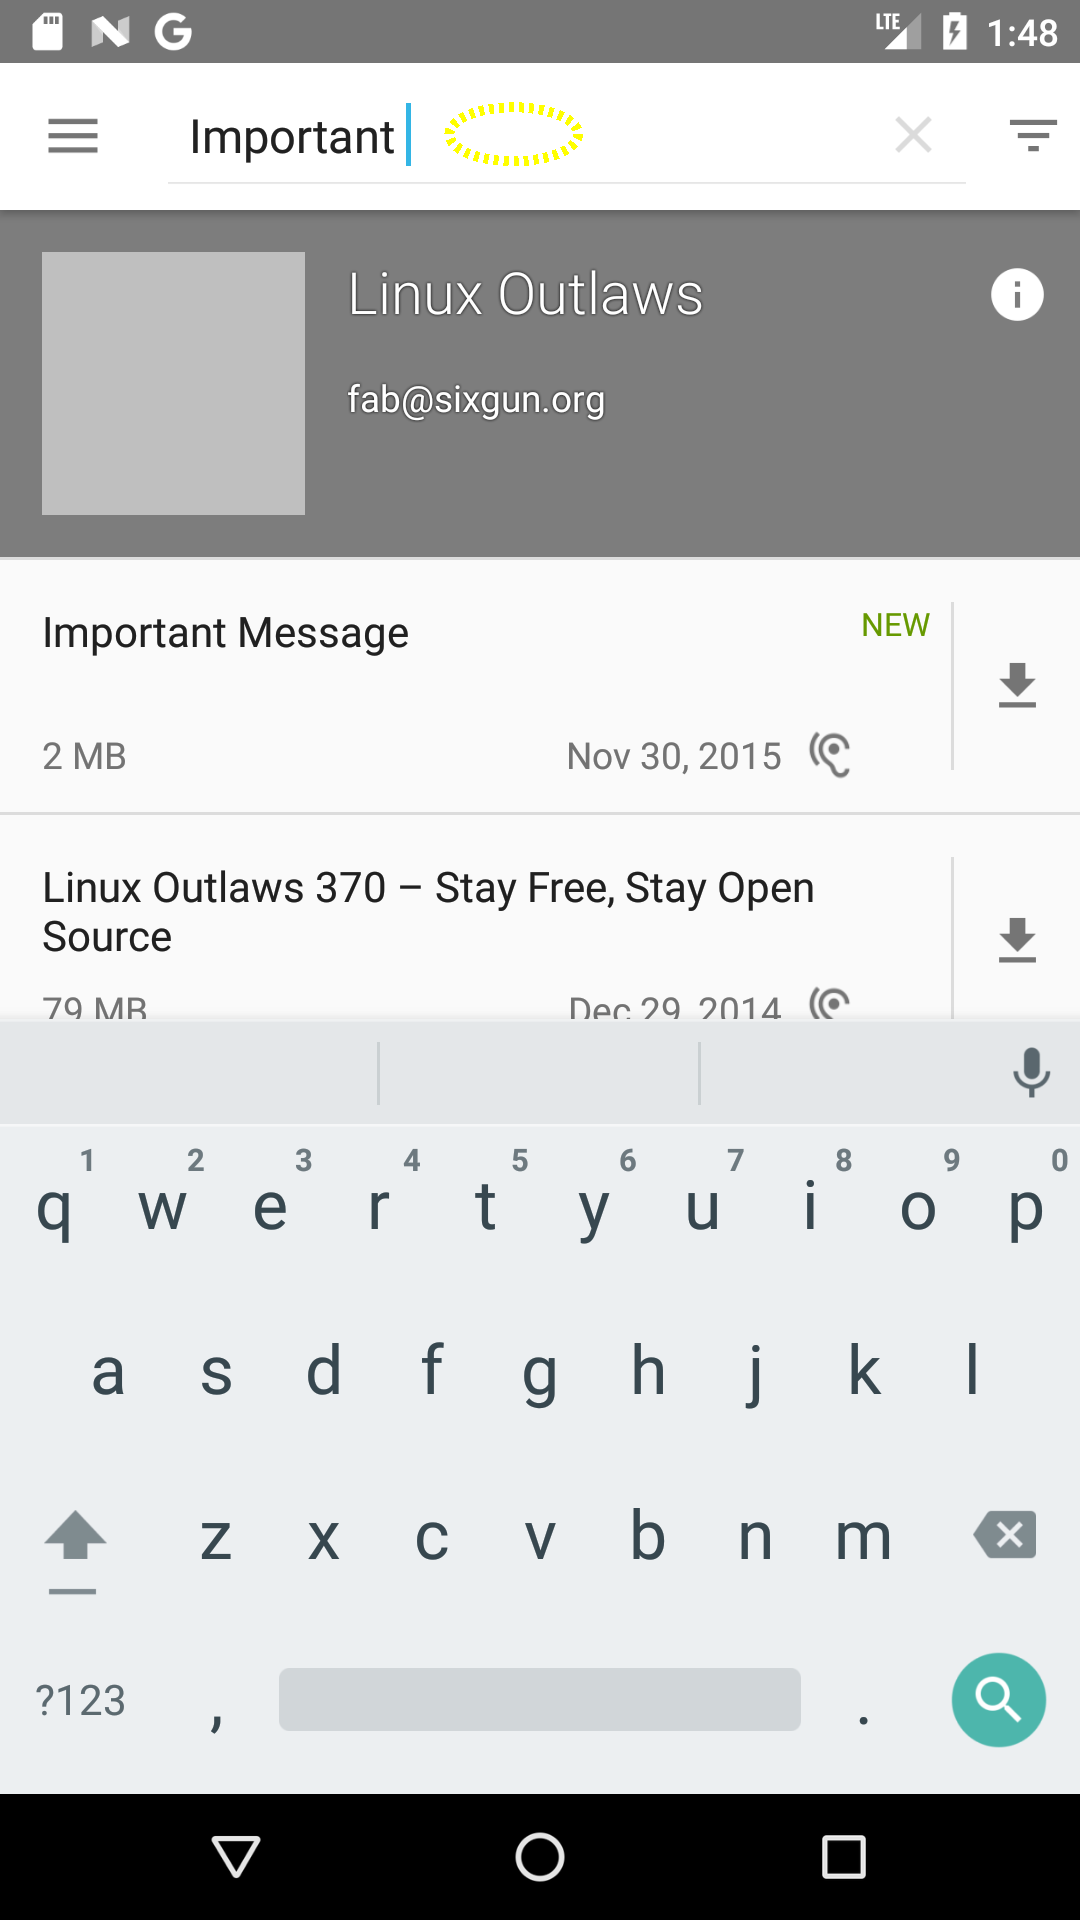 LTE 1:48
Important
Linux Outlaws
fab@sixgun.org
Important Message
NEW
2 MB
Nov 30, 2015
Linux Outlaws 370 – Stay Free, Stay Open
Source
79 MB
Dec 29, 2014
1 2 3 4 5 6 7 8 9 0
q w e r t y u i o p
a s d f g h j k l
z x c v b n m
?123 , .